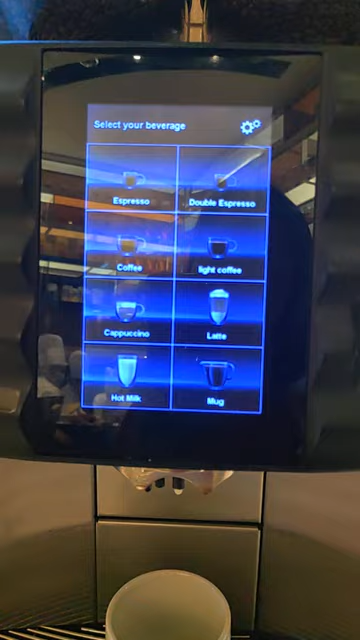 Select your beverage
Espresso
Double Espresso
Coffee
light coffee
Cappuccino
Latte
Hot Milk
Mug